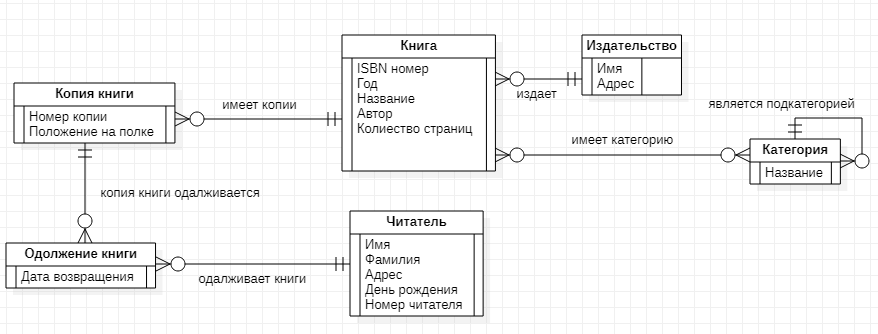 Книга
ISBN номер
Год
Название
Автор
Колиество страниц
Издательство
Имя
Адрес
издает
Копия книги
Номер копии
Положение на полке
имеет копии
является подкатегорией
имеет категорию
Категория
Название
копия книги одалживается
Читатель
Имя
Фамилия
Адрес
День рождения
Номер читателя
Одолжение книги
Дата возвращения
одалживает книги